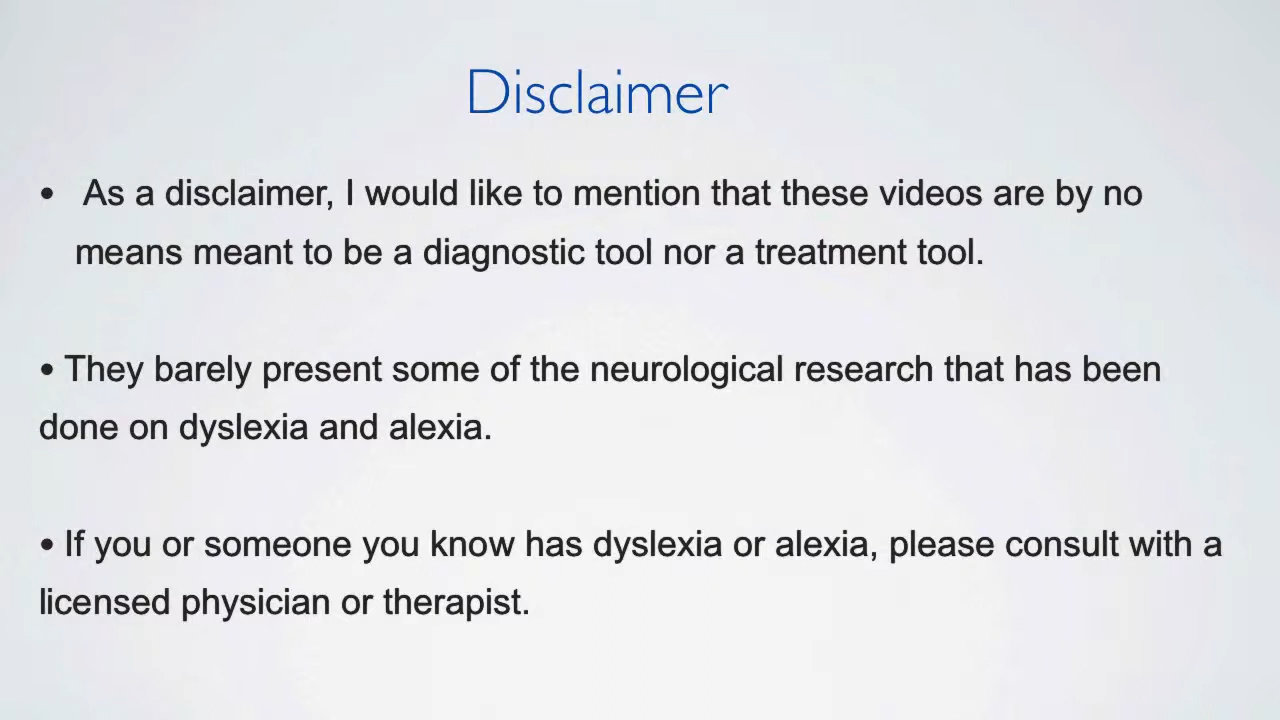 Disclaimer
• As a disclaimer, I would like to mention that these videos are by no
means meant to be a diagnostic tool nor a treatment tool.
• They barely present some of the neurological research that has been
done on dyslexia and alexia.
• If you or someone you know has dyslexia or alexia, please consult with a
licensed physician or therapist.